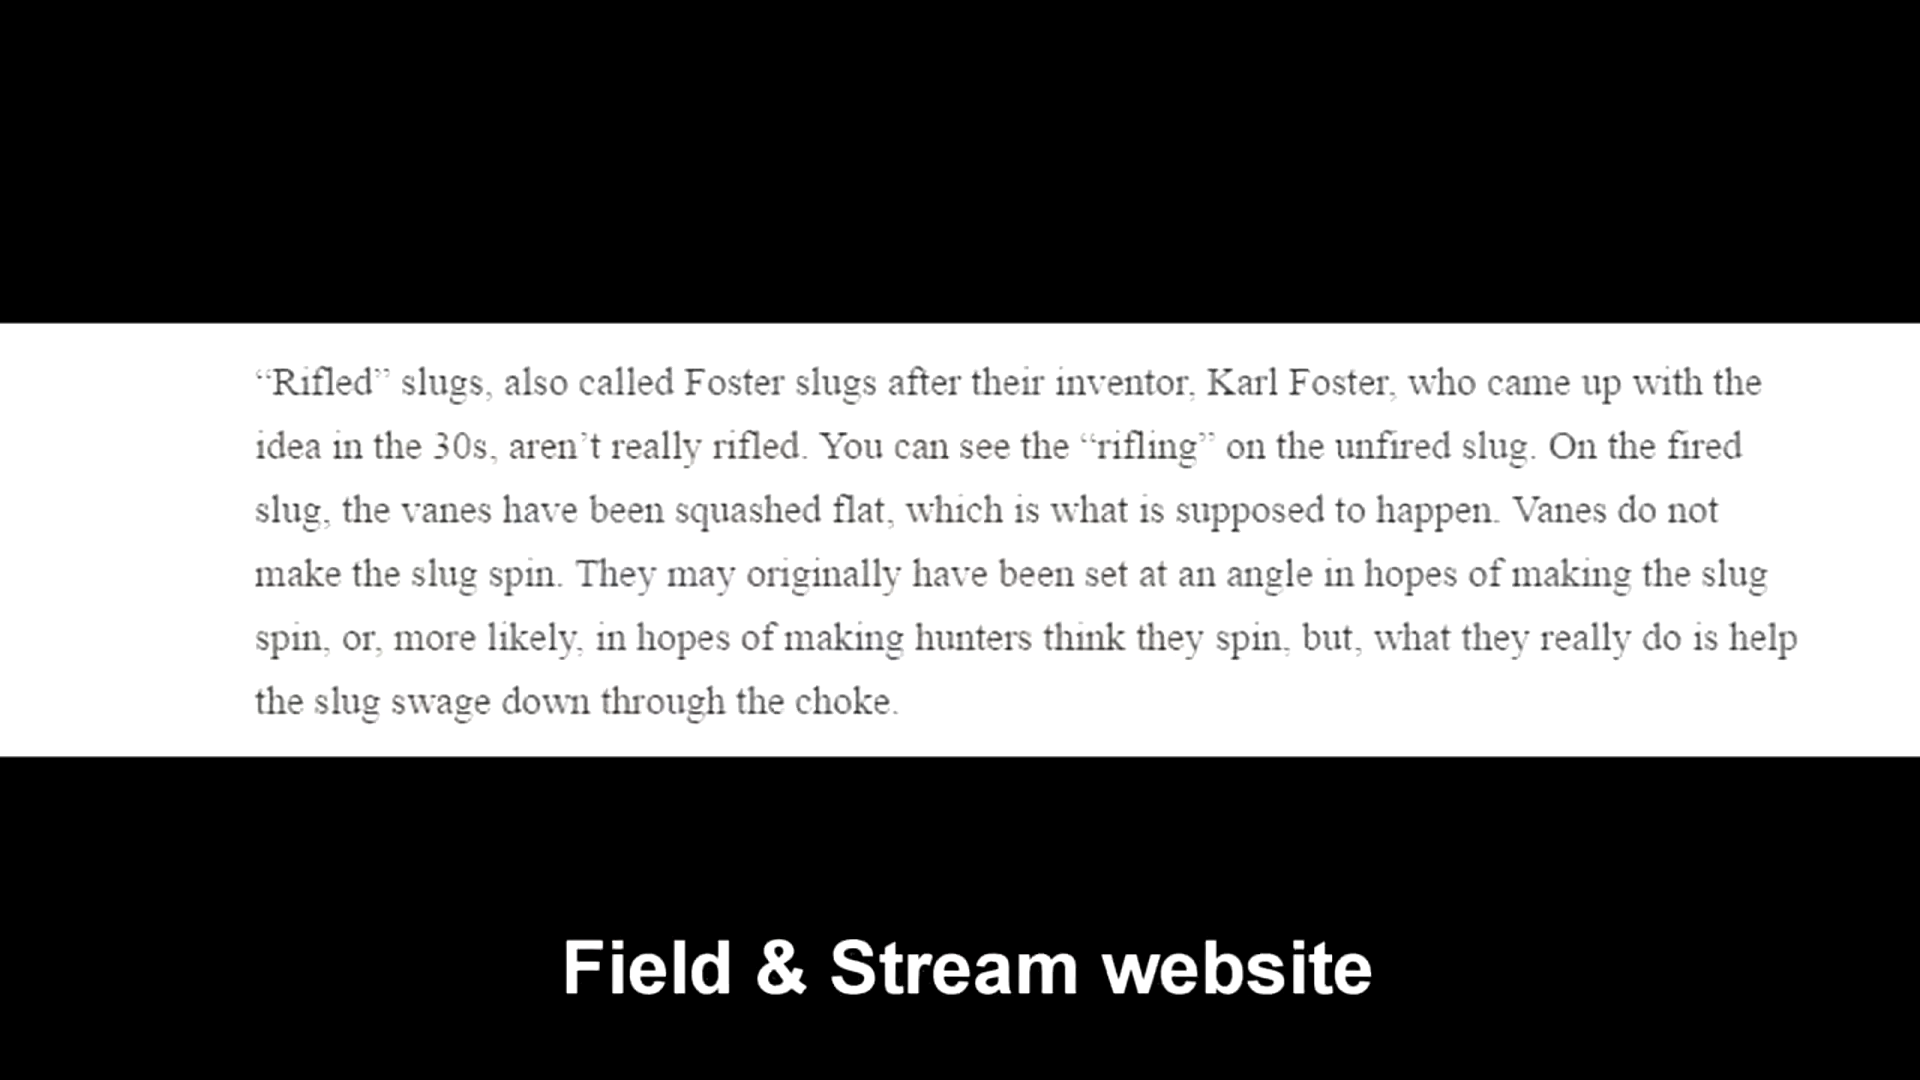 “Rifled” slugs, also called Foster slugs after their inventor, Karl Foster, who came up with the
idea in the 30s, aren’t really rifled. You can see the “rifling” on the unfired slug. On the fired
slug, the vanes have been squashed flat, which is what is supposed to happen. Vanes do not
make the slug spin. They may originally have been set at an angle in hopes of making the slug
spin, or, more likely, in hopes of making hunters think they spin, but, what they really do is help
the slug swage down through the choke.
Field & Stream website